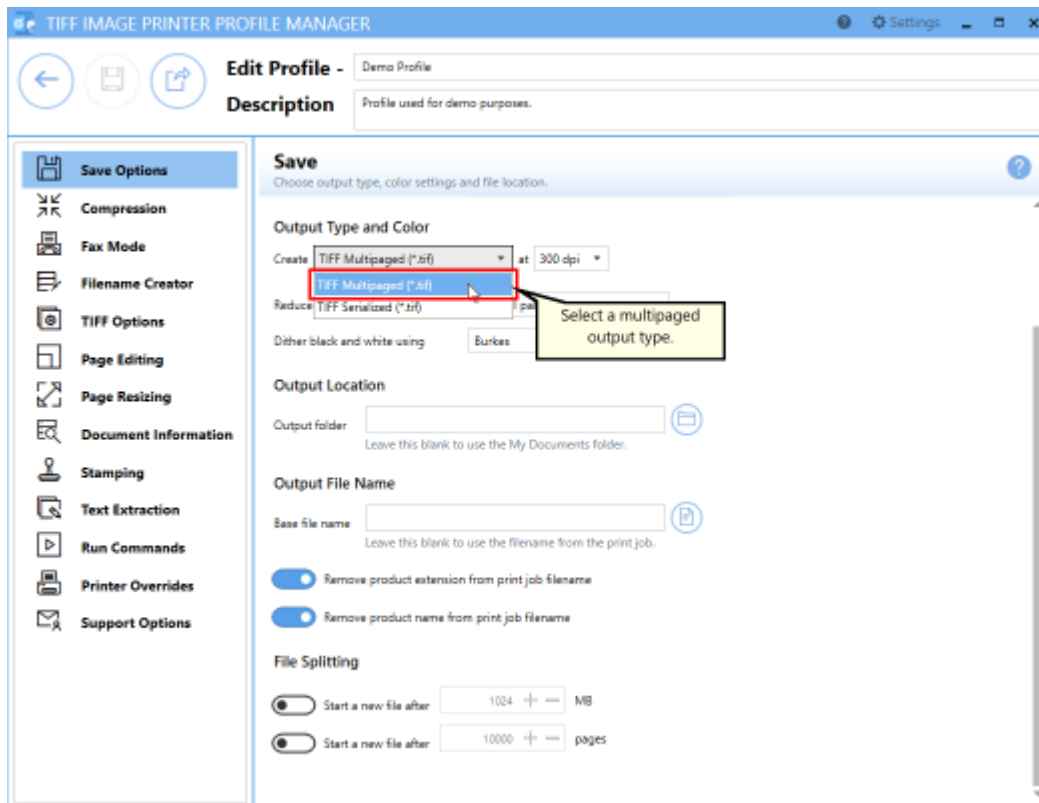 TIFF IMAGE PRINTER PROFILE MANAGER
Settings
Edit Profile - Demo Profile
Description Profile used for demo purposes.
Save Options
Compression
Fax Mode
Filename Creator
TIFF Options
Page Editing
Page Resizing
Document Information
Stamping
Text Extraction
Run Commands
Printer Overrides
Support Options
Save
Choose output type, color settings and file location.
Output Type and Color
Create TIFF Multipaged (*.tif) at 300 dpi
TIFF Multipaged (*.tif)
Reduce TIFF Serialized (*.tif)
Select a multipaged
output type.
Dither black and white using Burkes
Output Location
Output folder
Leave this blank to use the My Documents folder.
Output File Name
Base file name
Leave this blank to use the filename from the print job.
Remove product extension from print job filename
Remove product name from print job filename
File Splitting
Start a new file after 1024 MB
Start a new file after 10000 pages